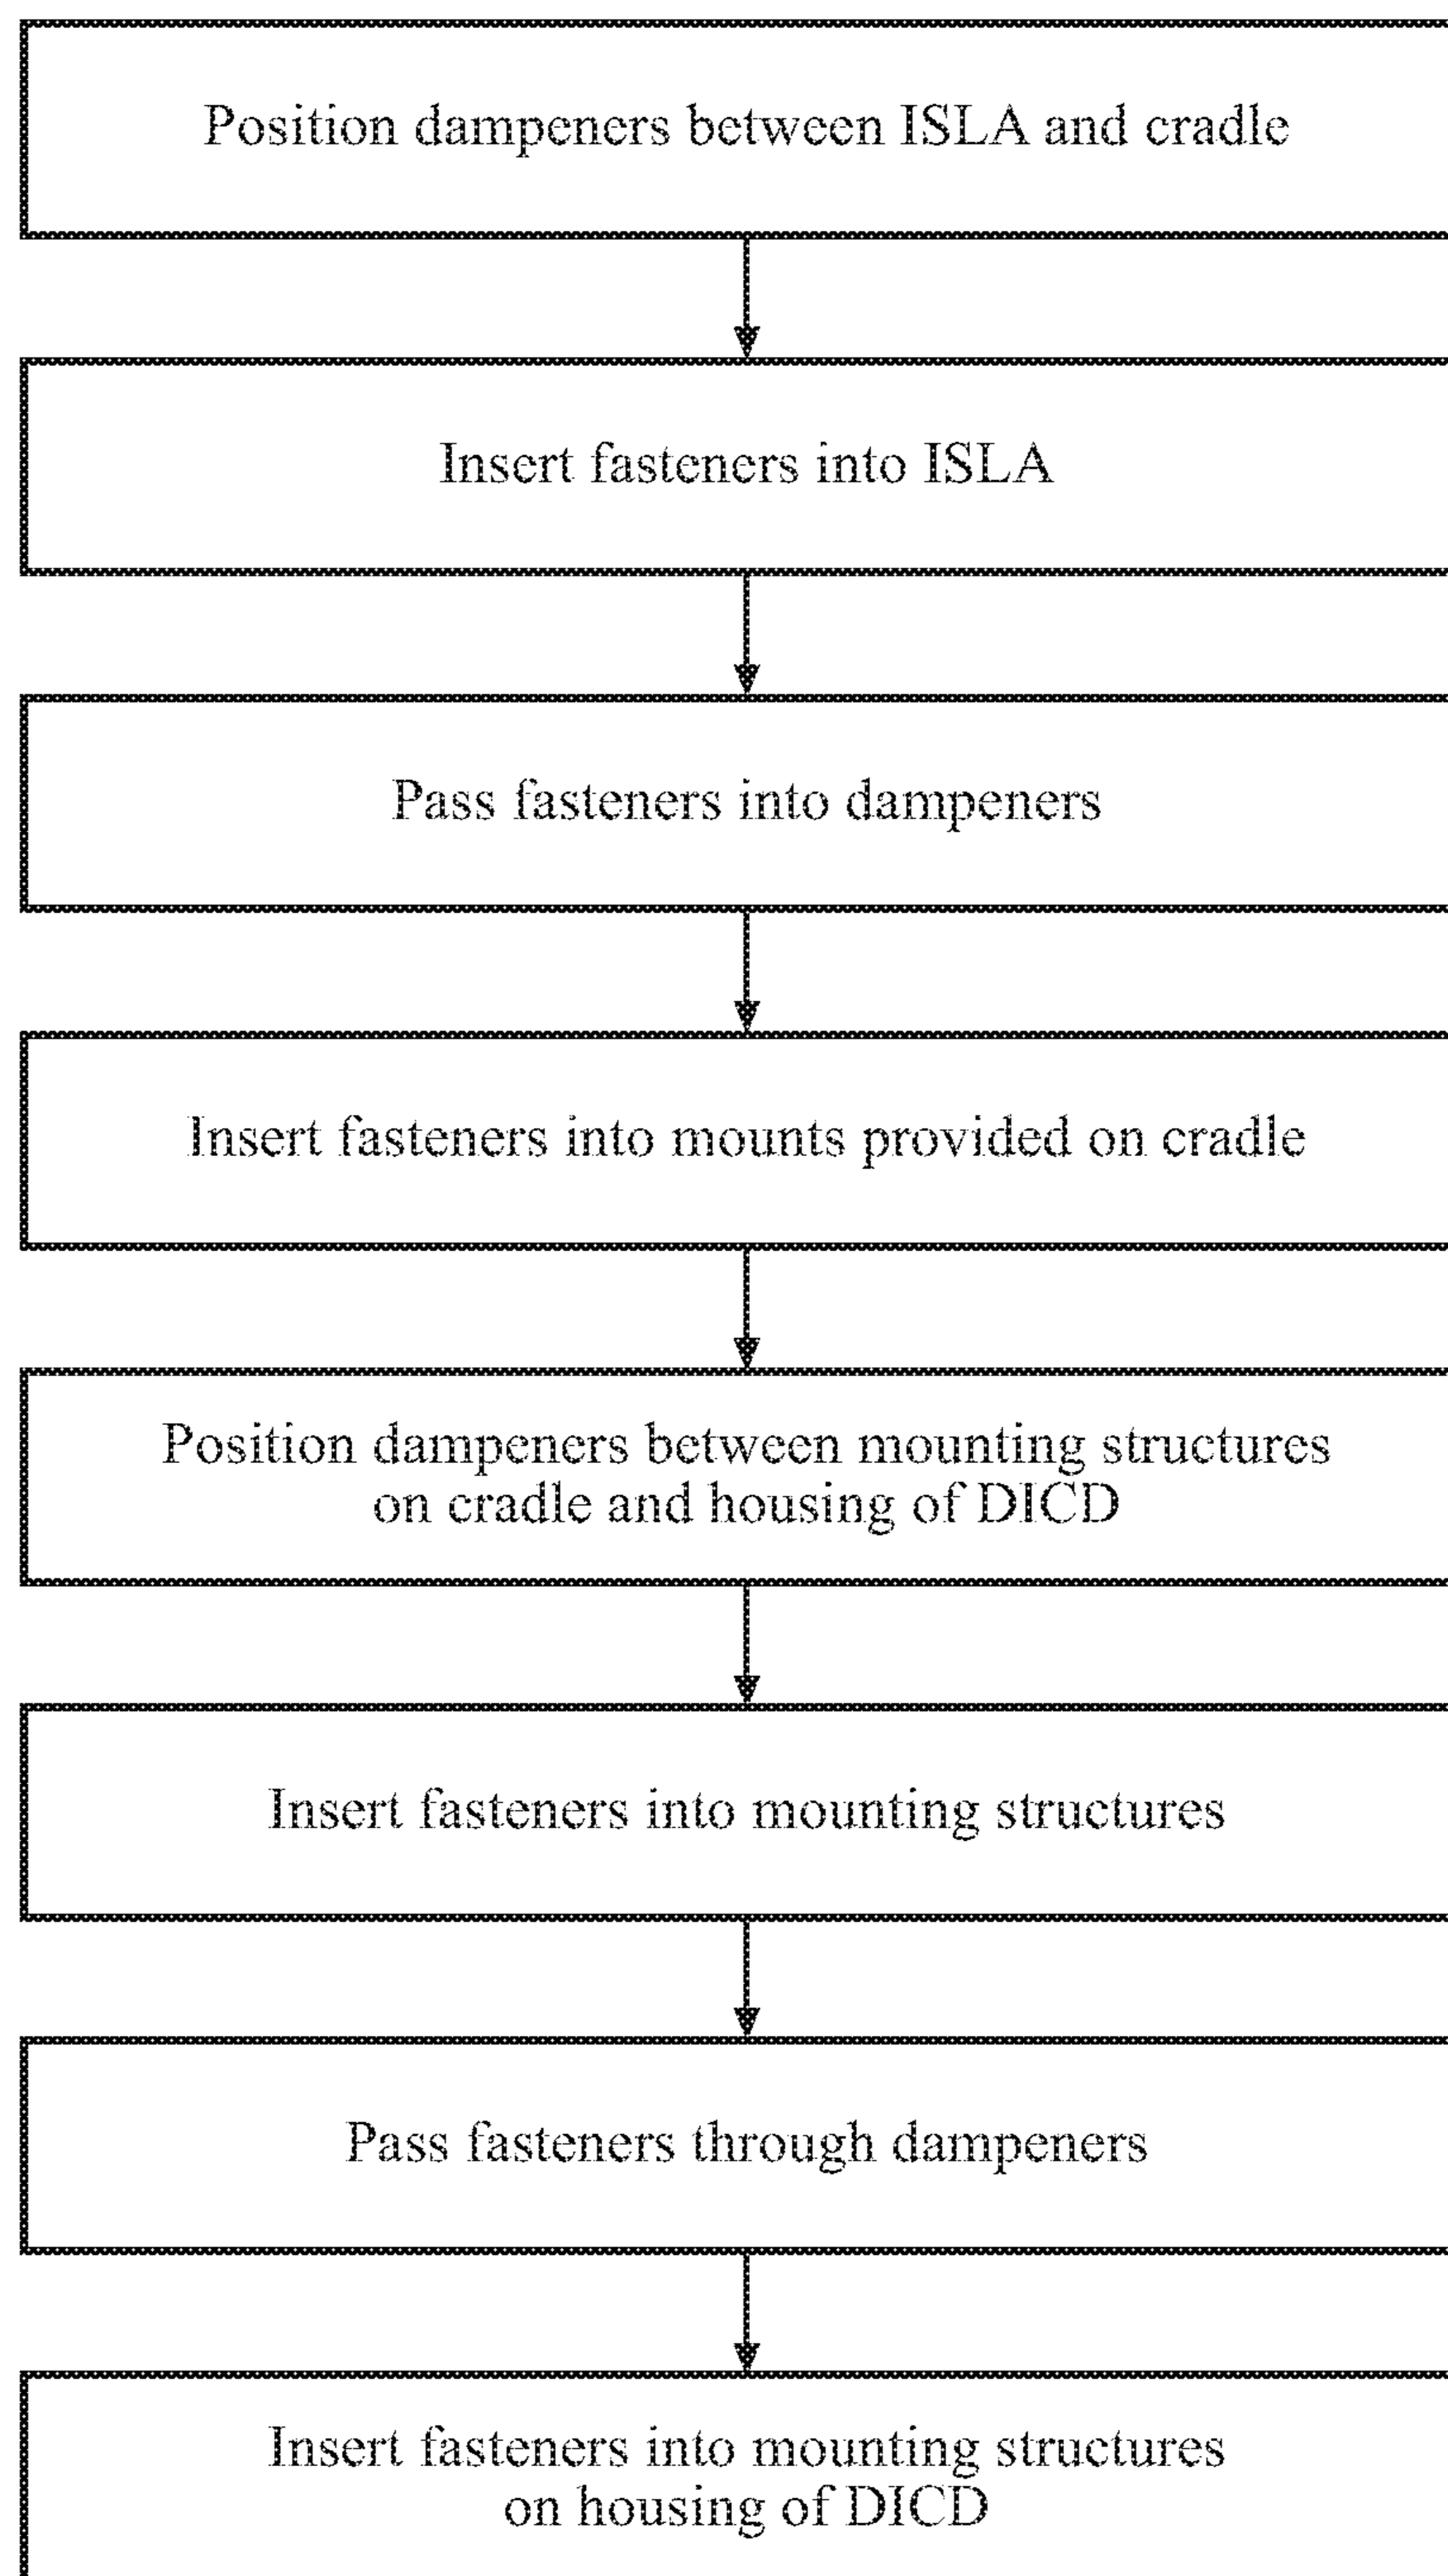 Position dampeners between ISLA and cradle
Insert fasteners into ISLA
Pass fasteners into dampeners
Insert fasteners into mounts provided on cradle
Position dampeners between mounting structures
on cradle and housing of DICD
Insert fasteners into mounting structures
Pass fasteners through dampeners
Insert fasteners into mounting structures
on housing of DICD